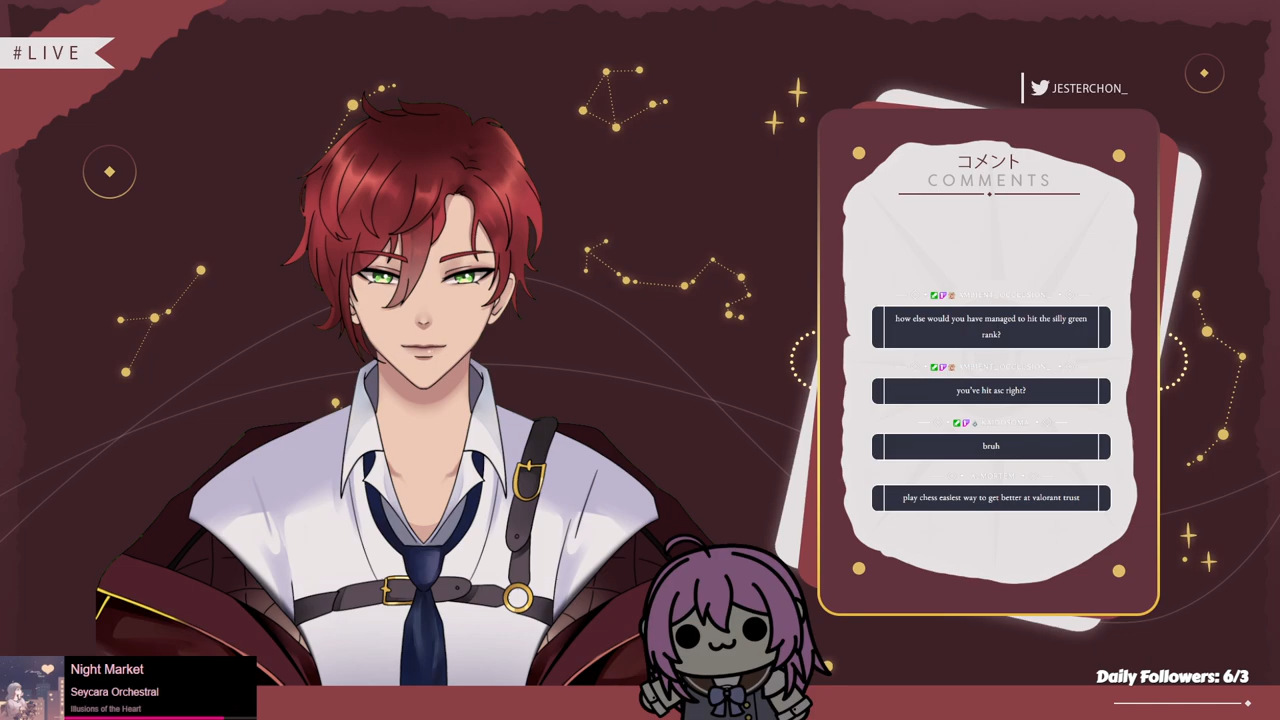 #LIVE
JESTERCHON_
コメント
COMMENTS
how else would you have managed to hit the silly green
rank?
you've hit asc right?
bruh
play chess easiest way to get better at valorant trust
Night Market
Seycara Orchestral
Illusions of the Heart
Daily Followers: 6/3